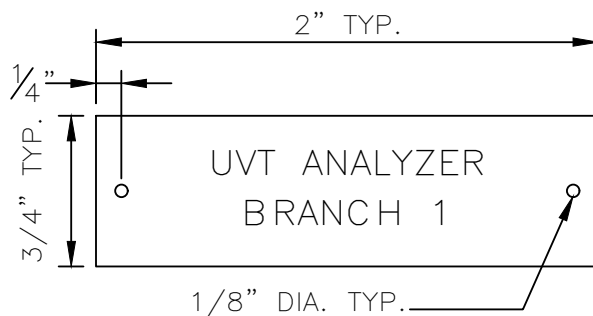 2” TYP.
1/4”
3/4” TYP.
UVT ANALYZER
BRANCH 1
1/8” DIA. TYP.